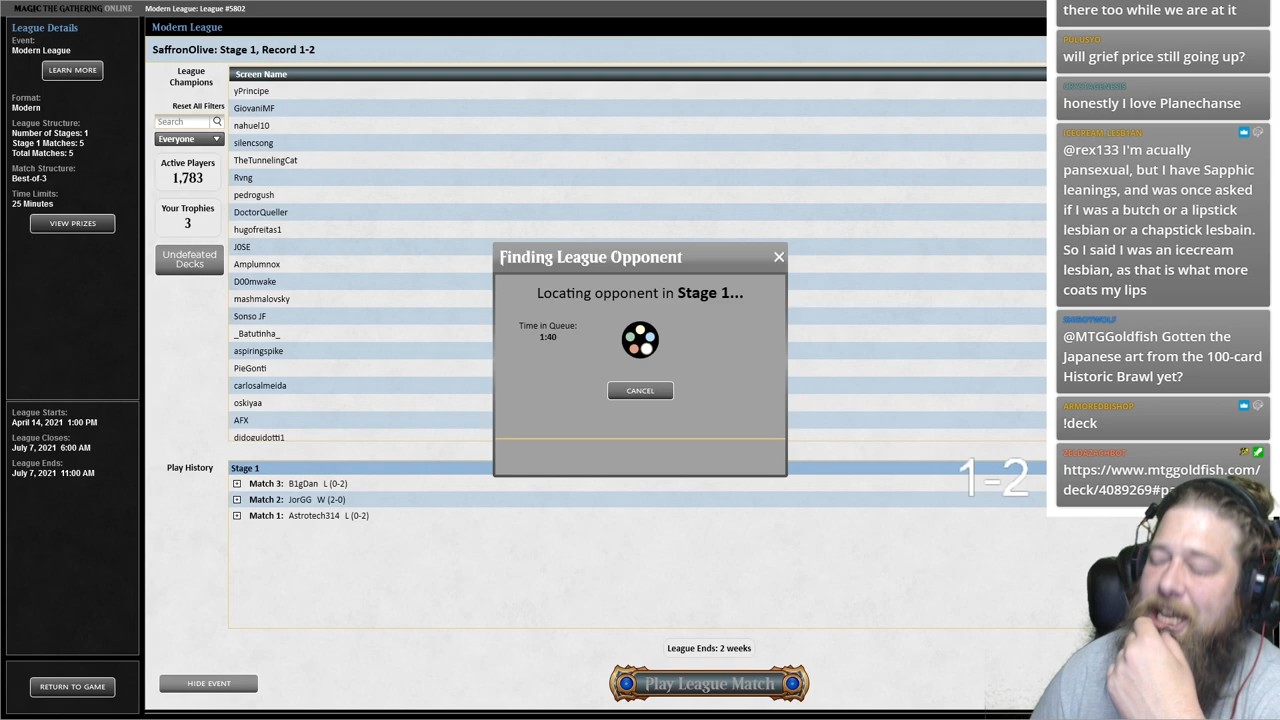 MAGIC THE GATHERING ONLINE
Modern League: League #5802
League Details
Event:
Modern League
LEARN MORE
Format:
Modern
League Structure:
Number of Stages: 1
Stage 1 Matches: 5
Total Matches: 5
Match Structure:
Best-of-3
Time Limits:
25 Minutes
VIEW PRIZES
League Starts:
April 14, 2021 1:00 PM
League Closes:
July 7, 2021 6:00 AM
League Ends:
July 7, 2021 11:00 AM
RETURN TO GAME
Modern League
SaffronOlive: Stage 1, Record 1-2
League
Champions
Reset All Filters
Search
Everyone
Active Players
1,783
Your Trophies
3
Undefeated
Decks
Screen Name
yPrincipe
GiovaniMF
nahuel10
silencsong
TheTunnelingCat
Rvng
pedrogush
DoctorQueller
hugofreitas1
J0SE
Amplumnox
D00mwake
mashmalovsky
Sonso JF
_Batutinha_
aspiringspike
PieGonti
carlosalmeida
oskiyaa
AFX
didoguidotti1
Finding League Opponent
Locating opponent in Stage 1...
Time in Queue:
1:40
CANCEL
Play History
Stage 1
Match 3: B1gDan L (0-2)
Match 2: JorGG W (2-0)
Match 1: Astrotech314 L (0-2)
1-2
League Ends: 2 weeks
HIDE EVENT
Play League Match
there too while we are at it
PULUSYO
will grief price still going up?
honestly I love Planechanse
ICECREAM_LESBIAN
@rex133 I'm acually
pansexual, but I have Sapphic
leanings, and was once asked
if I was a butch or a lipstick
lesbian or a chapstick lesbain.
So I said I was an icecream
lesbian, as that is what more
coats my lips
@MTGGoldfish Gotten the
Japanese art from the 100-card
Historic Brawl yet?
ARMOREDBISHOP
!deck
https://www.mtggoldfish.com/
deck/4089269#p